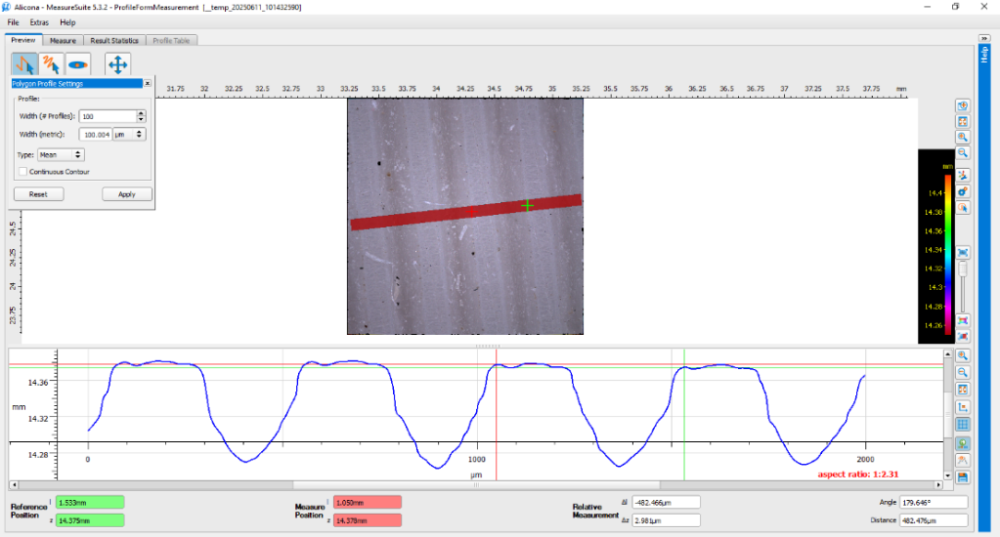 Alicona - MeasureSuite 5.3.2 - ProfileFormMeasurement [__temp_20250611_101432590]
File Extras Help
Preview Measure Result Statistics Profile Table
Help
Polygon Profile Settings
Profile:
Width (# Profiles): 100
Width (metric): 100.004 µm
Type: Mean
Continuous Contour
Reset Apply
31.75 32 32.25 32.5 32.75 33 33.25 33.5 33.75 34 34.25 34.5 34.75 35 35.25 35.5 35.75 36 36.25 36.5 36.75 37 37.25 37.5 37.75 mm
24.5
24.25
24
23.75
mm
14.4
14.38
14.36
14.34
14.32
14.3
14.28
14.26
14.36
mm
14.32
14.28
0 1000 2000
µm
aspect ratio: 1:2.31
Reference Position l 1.533mm z 14.375mm
Measure Position l 1.050mm z 14.378mm
Relative Measurement Δl -482.466µm Δz 2.981µm
Angle 179.646°
Distance 482.476µm